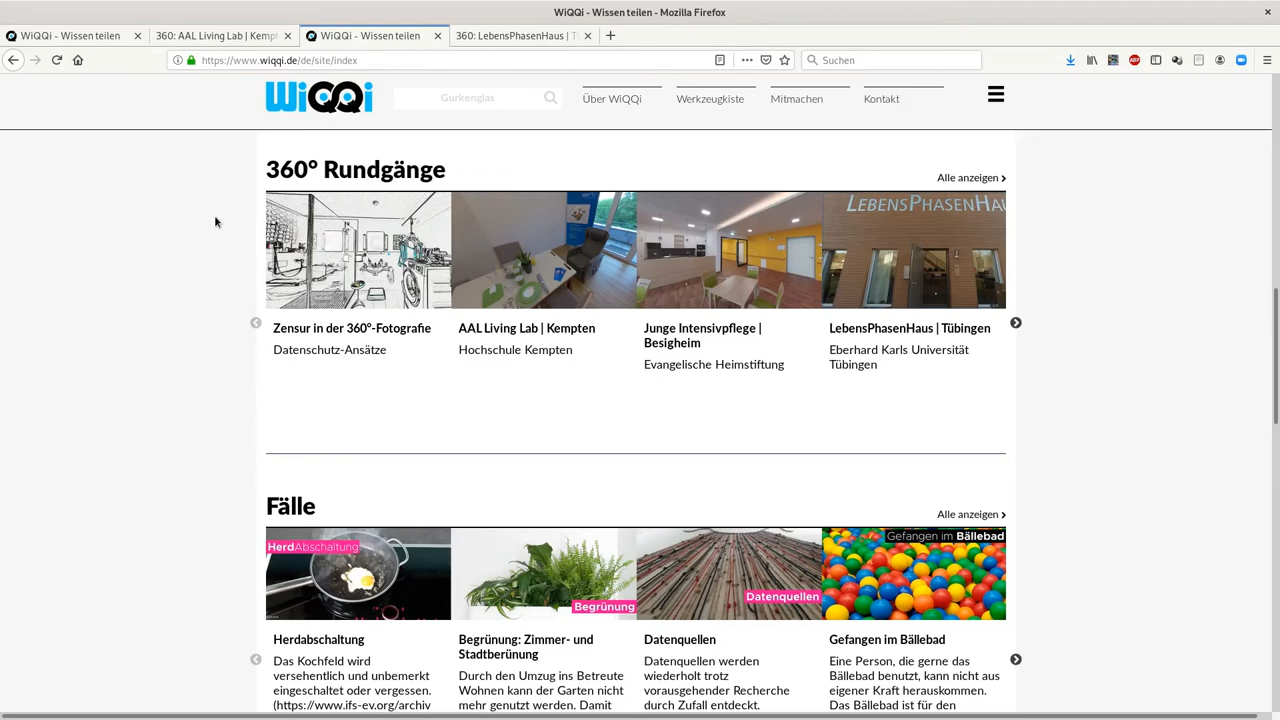 WiQQi - Wissen teilen - Mozilla Firefox
WiQQi - Wissen teilen
360: AAL Living Lab | Kempt
WiQQi - Wissen teilen
360: LebensPhasenHaus |
https://www.wiqqi.de/de/site/index
Suchen
WiQQi
Gurkenglas
Über WiQQi
Werkzeugkiste
Mitmachen
Kontakt
360° Rundgänge
Alle anzeigen
LEBENSPHASENHAU
Zensur in der 360°-Fotografie
Datenschutz-Ansätze
AAL Living Lab | Kempten
Hochschule Kempten
Junge Intensivpflege |
Besigheim
Evangelische Heimstiftung
LebensPhasenHaus | Tübingen
Eberhard Karls Universität
Tübingen
Fälle
Alle anzeigen
HerdAbschaltung
Begrünung
Datenquellen
Gefangen im Bällebad
Herdabschaltung
Das Kochfeld wird
versehentlich und unbemerkt
eingeschaltet oder vergessen.
(https://www.ifs-ev.org/archiv
Begrünung: Zimmer- und
Stadtberünung
Durch den Umzug ins Betreute
Wohnen kann der Garten nicht
mehr genutzt werden. Damit
Datenquellen
Datenquellen werden
wiederholt trotz
vorausgehender Recherche
durch Zufall entdeckt.
Gefangen im Bällebad
Eine Person, die gerne das
Bällebad benutzt, kann nicht aus
eigener Kraft herauskommen.
Das Bällebad ist für den